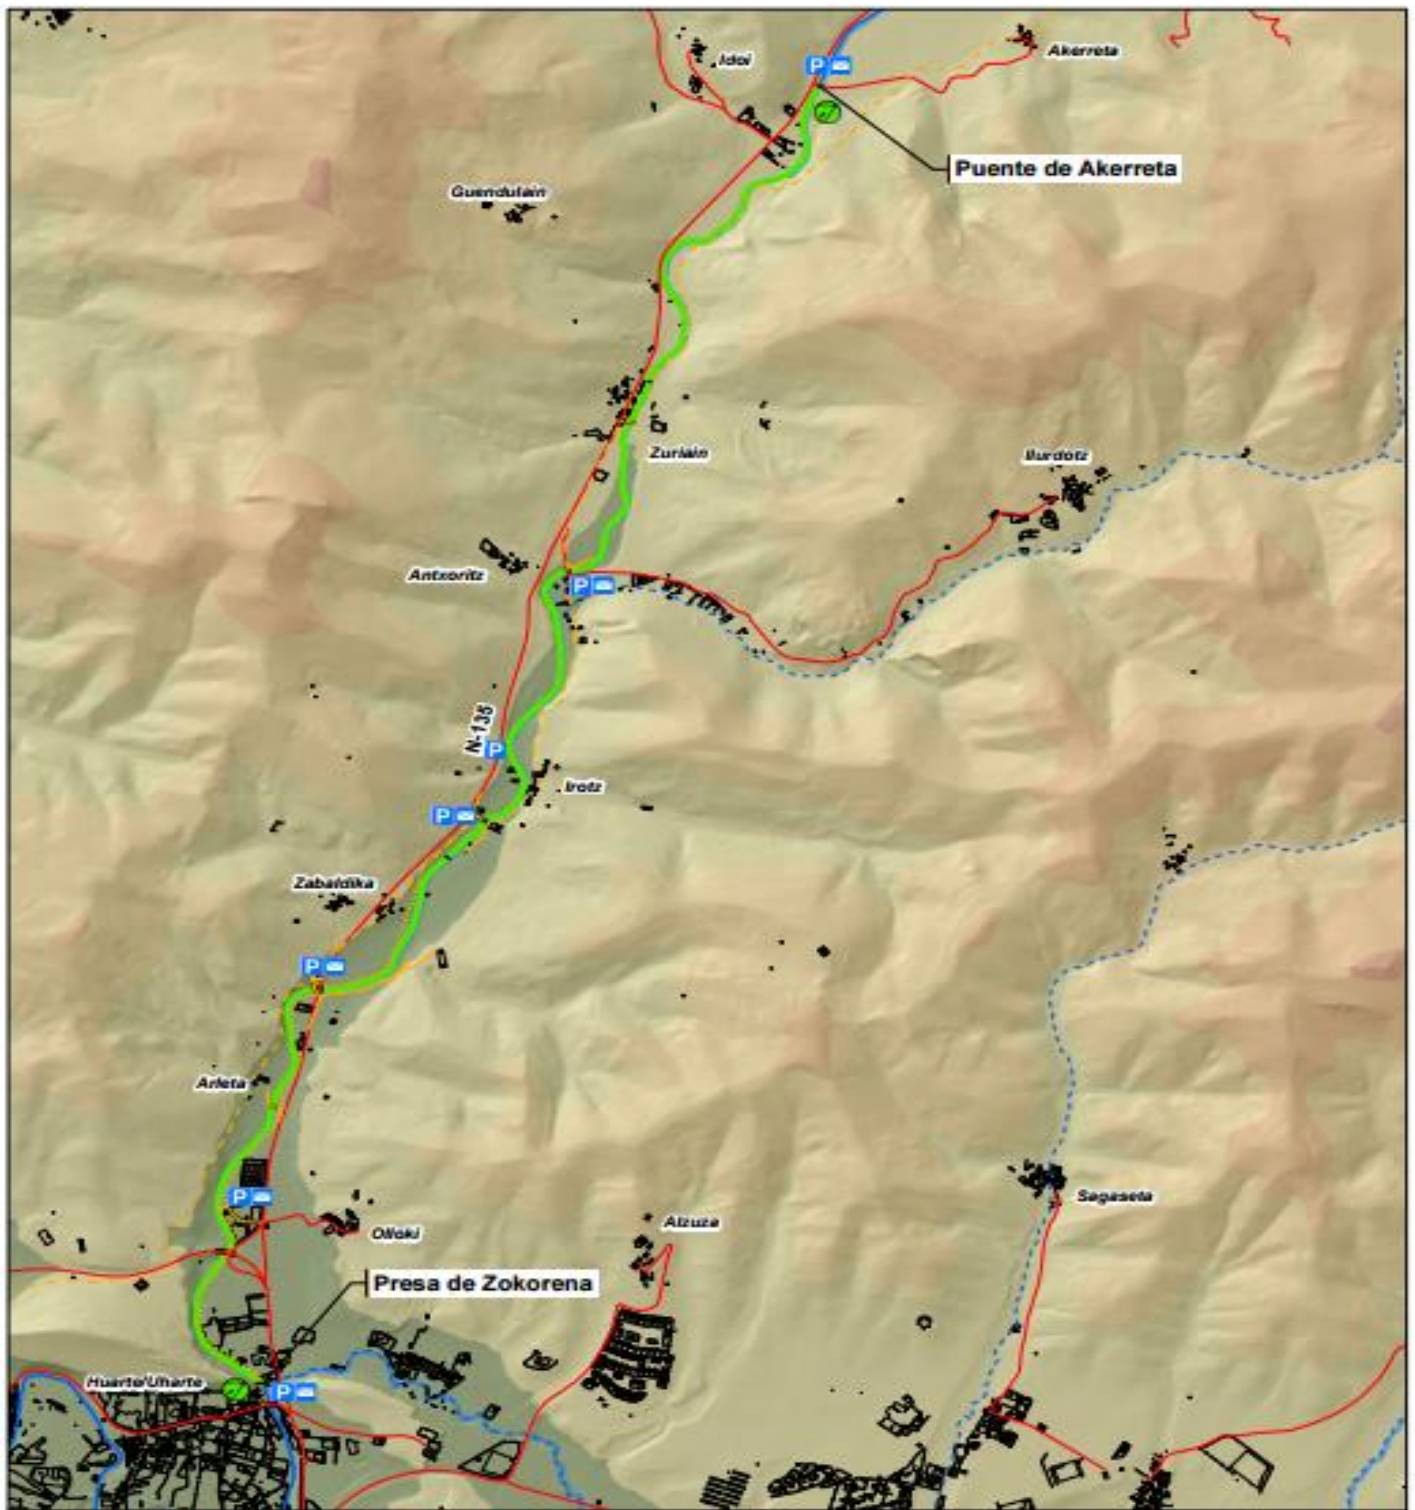 Idoi
P
Akerreta
Puente de Akerreta
Guendulain
Zuriain
Ilurdotz
Antxoritz
P
N-135
P
Irotz
P
Zabaldika
P
Arleta
P
Sagaseta
Olloki
Alzuza
Presa de Zokorena
Huarte/Uharte
P